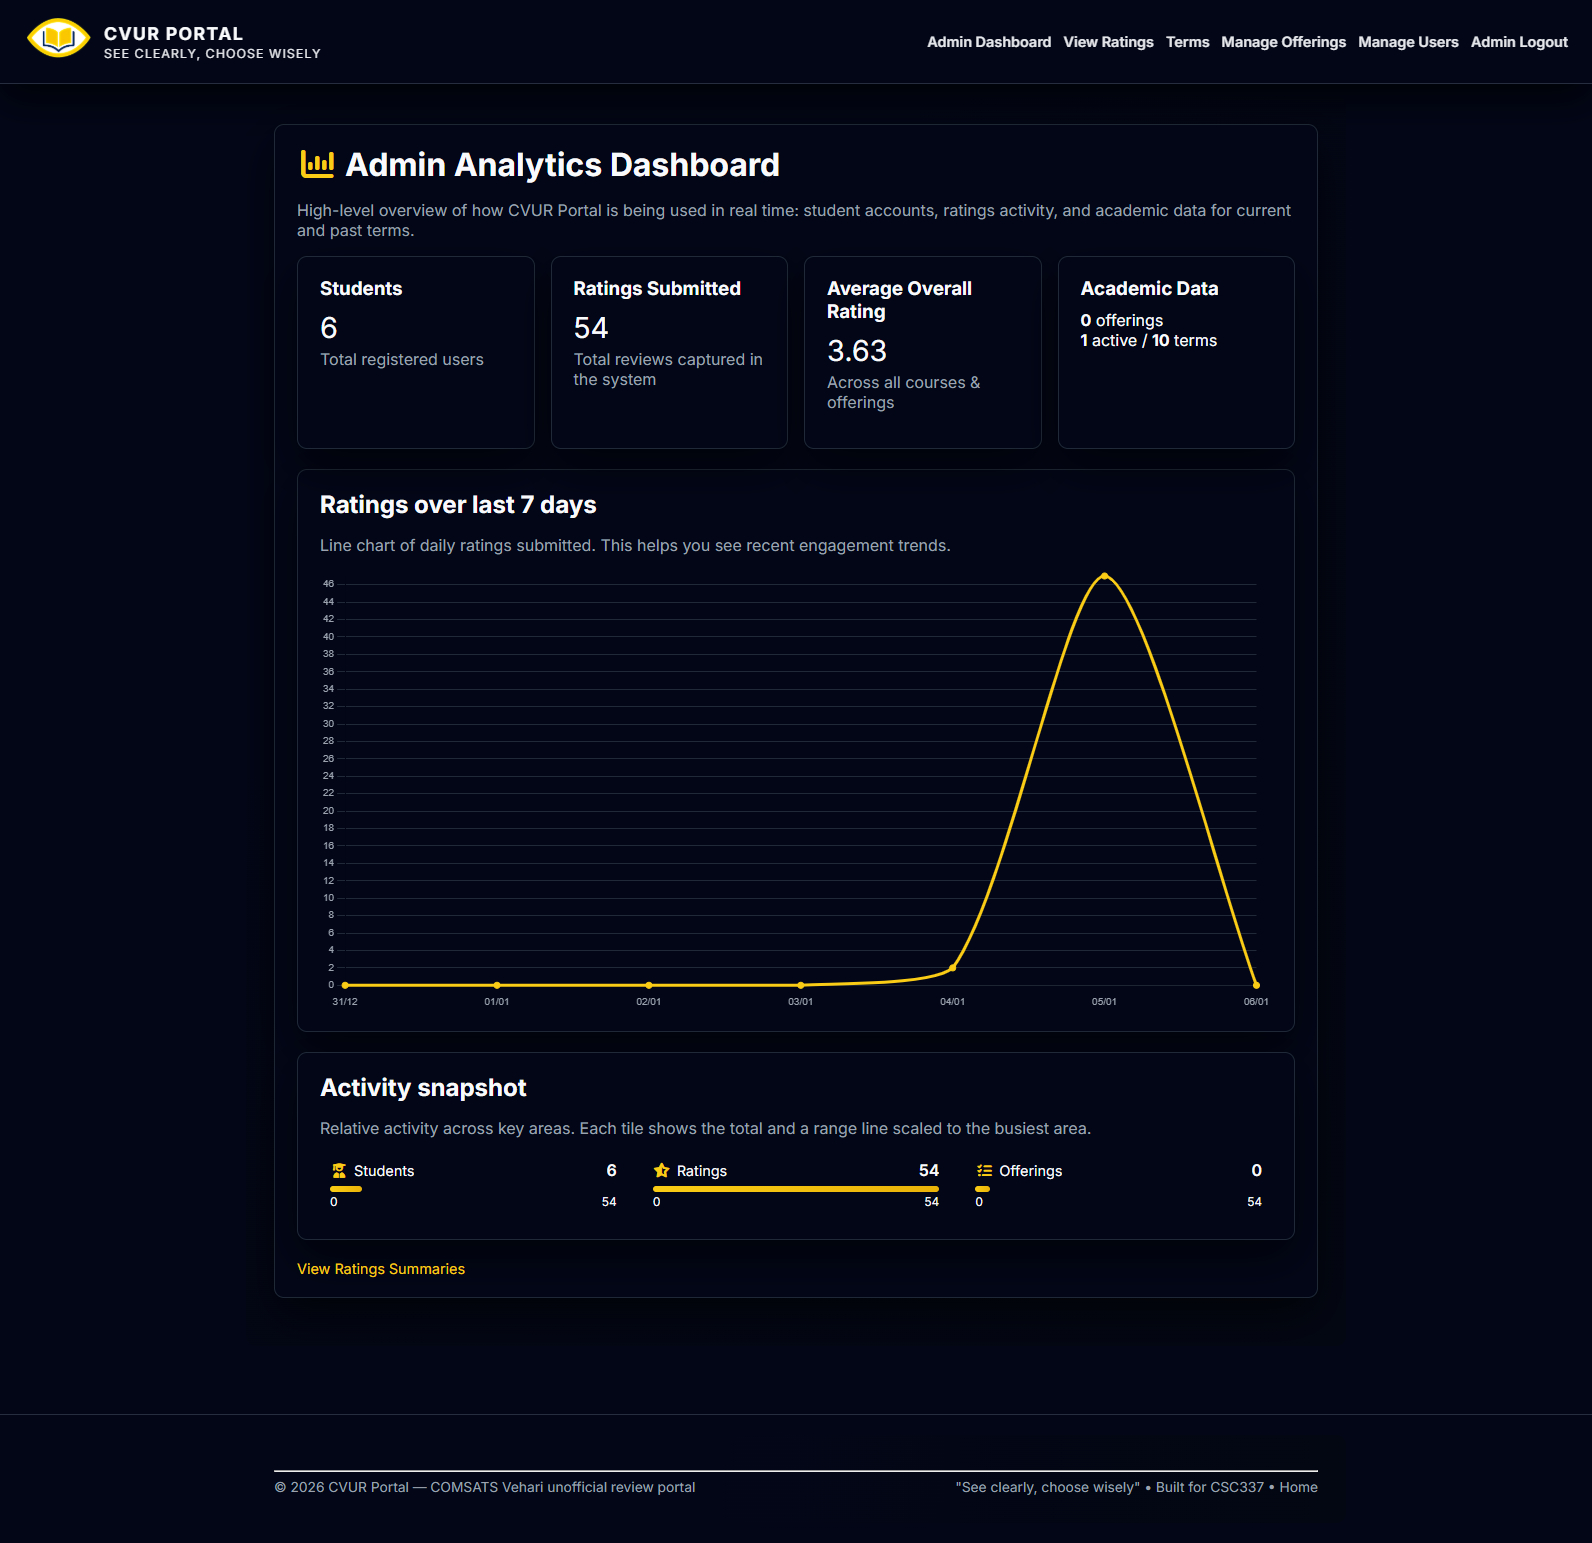 CVUR PORTAL
SEE CLEARLY, CHOOSE WISELY
Admin Dashboard View Ratings Terms Manage Offerings Manage Users Admin Logout
Admin Analytics Dashboard
High-level overview of how CVUR Portal is being used in real time: student accounts, ratings activity, and academic data for current
and past terms.
Students
6
Total registered users
Ratings Submitted
54
Total reviews captured in
the system
Average Overall
Rating
3.63
Across all courses &
offerings
Academic Data
0 offerings
1 active / 10 terms
Ratings over last 7 days
Line chart of daily ratings submitted. This helps you see recent engagement trends.
46
44
42
40
38
36
34
32
30
28
26
24
22
20
18
16
14
12
10
8
6
4
2
0
31/12 01/01 02/01 03/01 04/01 05/01 06/01
Activity snapshot
Relative activity across key areas. Each tile shows the total and a range line scaled to the busiest area.
Students 6
0 54
Ratings 54
0 54
Offerings 0
0 54
View Ratings Summaries
© 2026 CVUR Portal — COMSATS Vehari unofficial review portal
"See clearly, choose wisely" • Built for CSC337 • Home